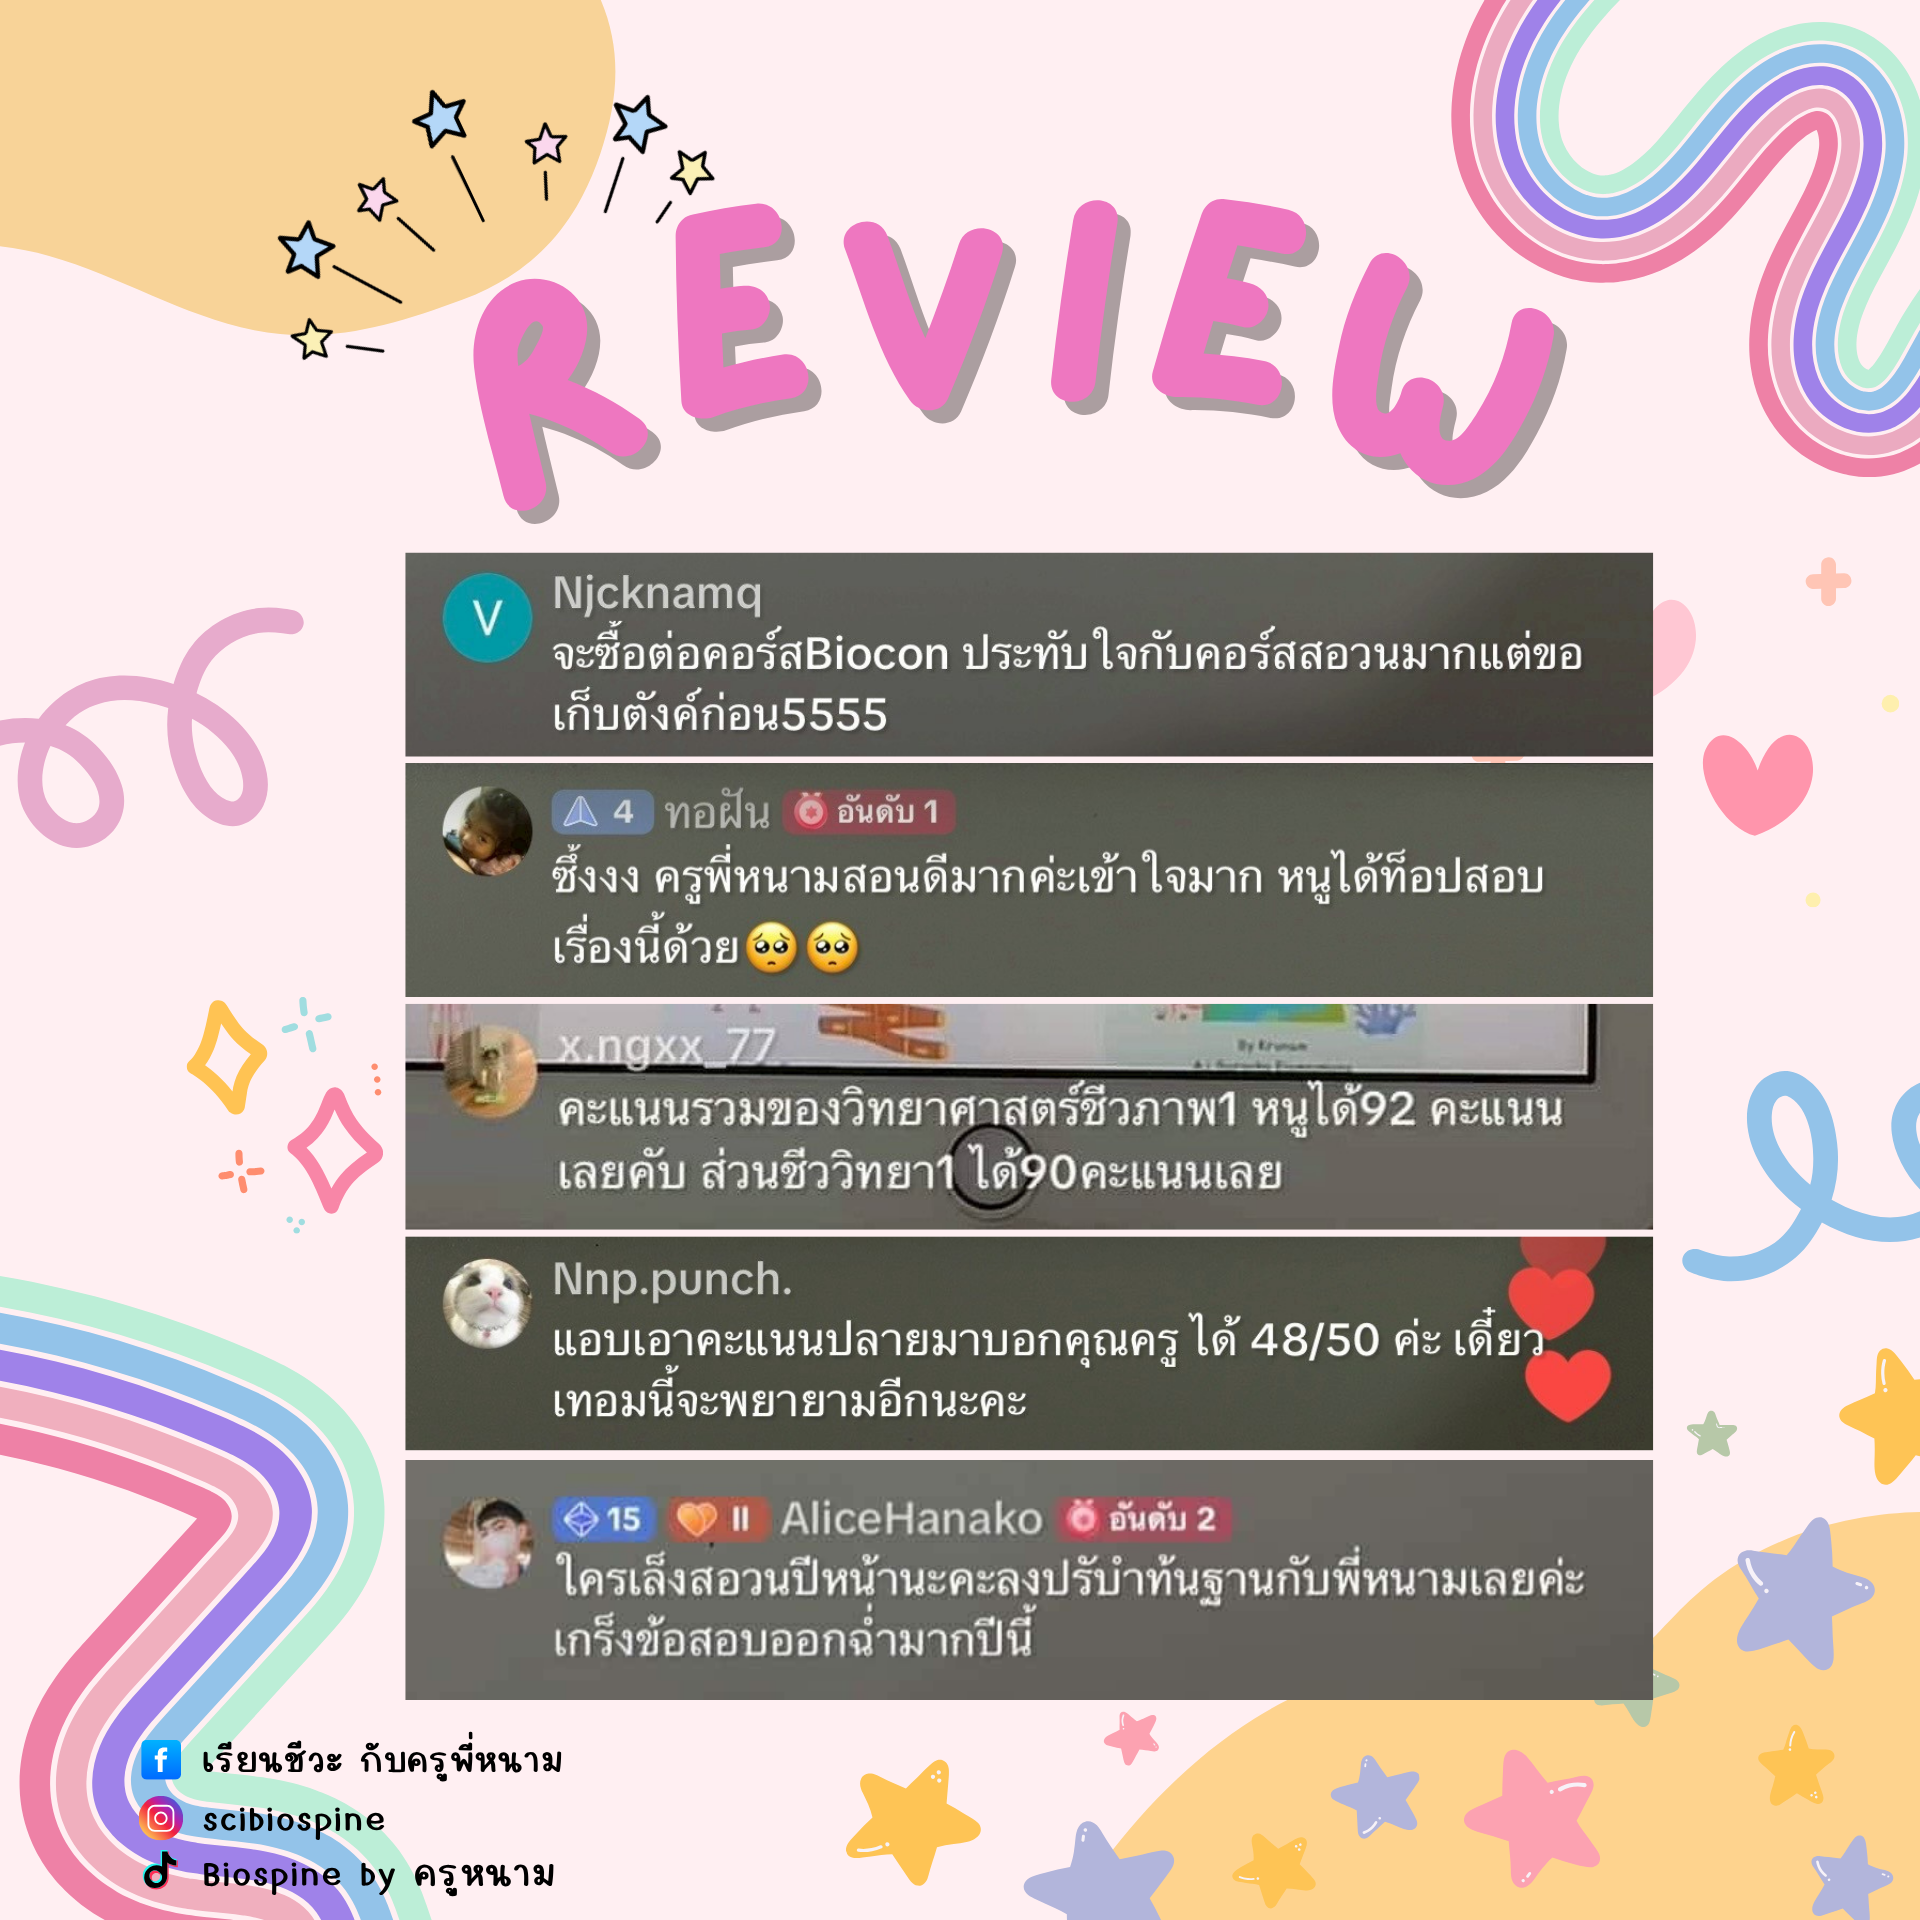 REVIEW
V
Njcknamq
จะซื้อต่อคอร์สBiocon ประทับใจกับคอร์สสอวนมากแต่ขอ
เก็บตังค์ก่อน5555
4 ทอฝัน อันดับ 1
ซึ้งงง ครูพี่หนามสอนดีมากค่ะเข้าใจมาก หนูได้ท็อปสอบ
เรื่องนี้ด้วย🥺🥺
By Krunam
x.ngxx_77
คะแนนรวมของวิทยาศาสตร์ชีวภาพ1 หนูได้92 คะแนน
เลยคับ ส่วนชีววิทยา1 ได้90คะแนนเลย
Nnp.punch.
แอบเอาคะแนนปลายมาบอกคุณครู ได้ 48/50 ค่ะ เดี๋ยว
เทอมนี้จะพยายามอีกนะคะ
15 II AliceHanako อันดับ 2
ใครเล็งสอวนปีหน้านะคะลงปรับำท้นฐานกับพี่หนามเลยค่ะ
เกร็งข้อสอบออกฉ่ำมากปีนี้
เรียนชีวะ กับครูพี่หนาม
scibiospine
Biospine by ครูหนาม